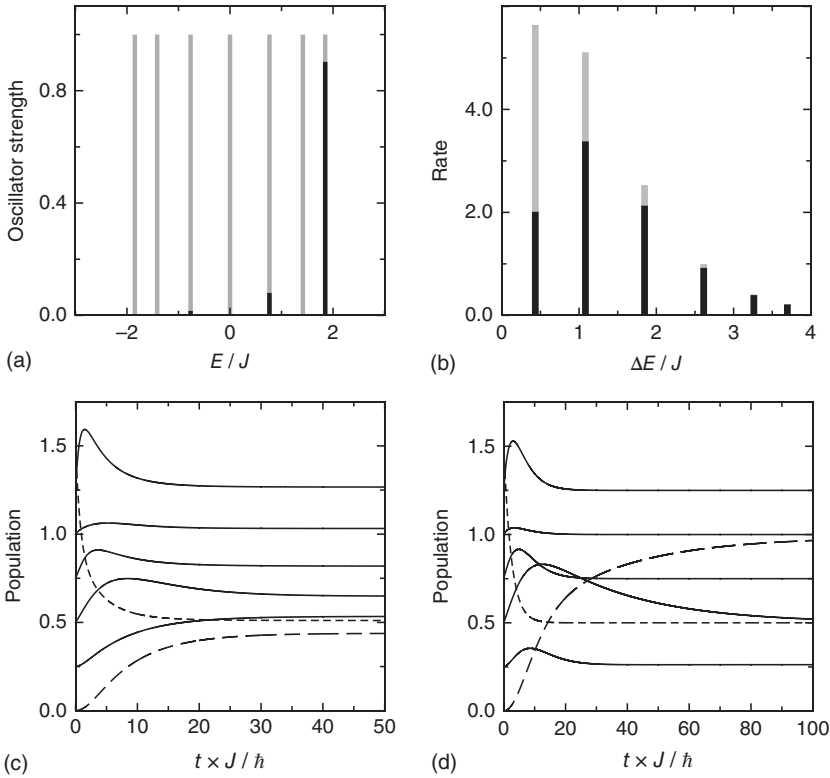 0.8
0.4
0.0
Oscillator strength
−2
0
2
E / J
(a)
4.0
2.0
0.0
Rate
0
1
2
3
4
ΔE / J
(b)
1.5
1.0
0.5
0.0
Population
0
10
20
30
40
50
t × J / ħ
(c)
1.5
1.0
0.5
0.0
Population
0
20
40
60
80
100
t × J / ħ
(d)